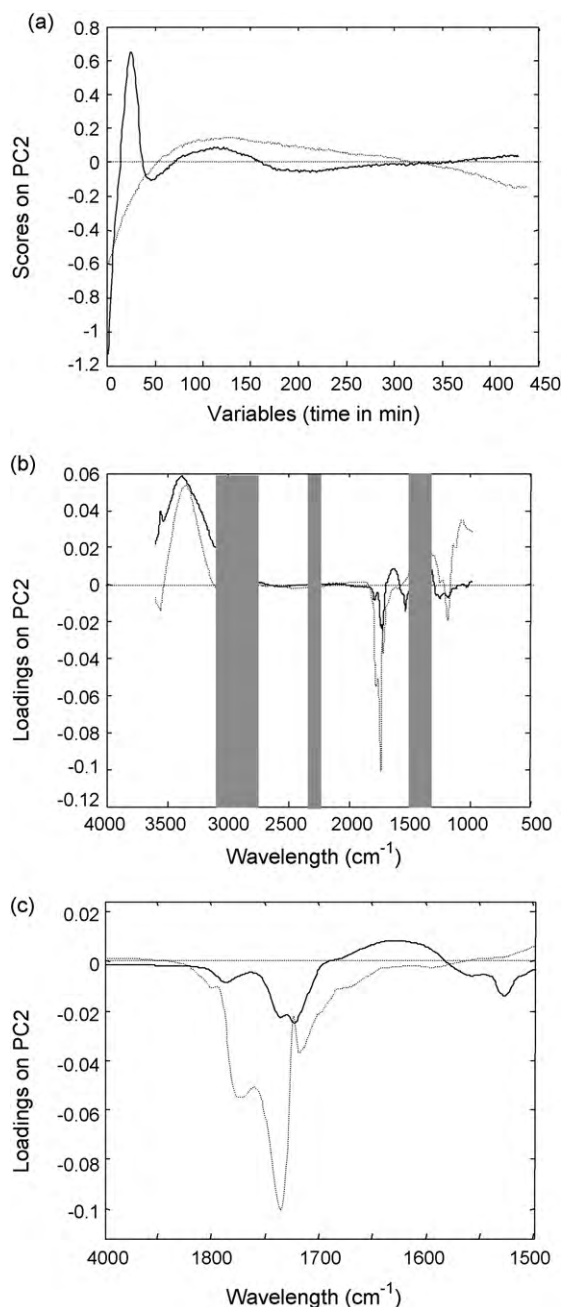 (a)
0.8
0.6
0.4
0.2
0
-0.2
-0.4
-0.6
-0.8
-1
-1.2
Scores on PC2
0 50 100 150 200 250 300 350 400 450
Variables (time in min)
(b)
0.06
0.04
0.02
0
-0.02
-0.04
-0.06
-0.08
-0.1
-0.12
Loadings on PC2
4000 3500 3000 2500 2000 1500 1000 500
Wavelength (cm-1)
(c)
0.02
0
-0.02
-0.04
-0.06
-0.08
-0.1
Loadings on PC2
4000 1800 1700 1600 1500
Wavelength (cm-1)